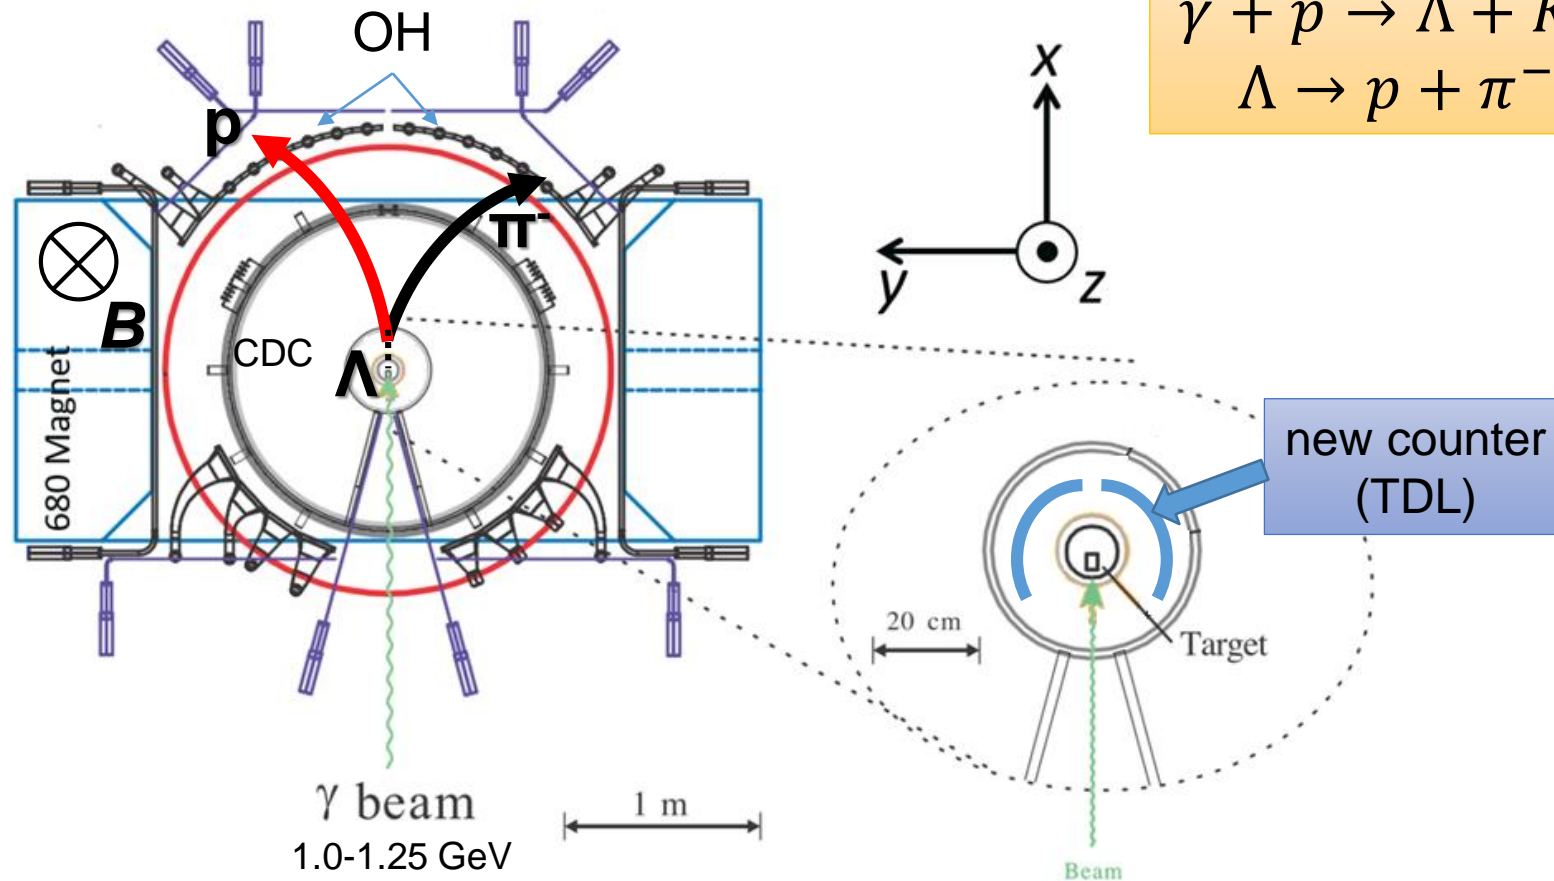 OH
p
π⁻
B
CDC
Λ
680 Magnet
γ beam
1.0-1.25 GeV
1 m
x
y
z
γ + p → Λ + K
Λ → p + π⁻
new counter
(TDL)
20 cm
Target
Beam